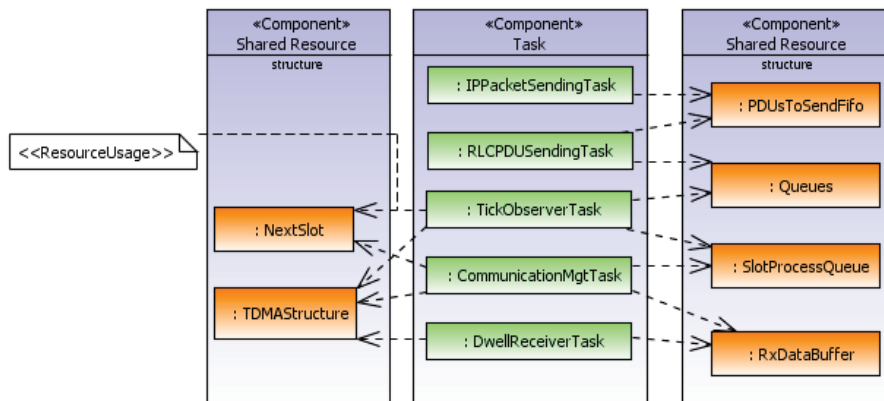 «Component»
Shared Resource
structure
«Component»
Task
«Component»
Shared Resource
structure
<<ResourceUsage>>
: NextSlot
: TDMAStructure
: IPPacketSendingTask
: RLCPDUSendingTask
: TickObserverTask
: CommunicationMgtTask
: DwellReceiverTask
: PDUsToSendFifo
: Queues
: SlotProcessQueue
: RxDataBuffer